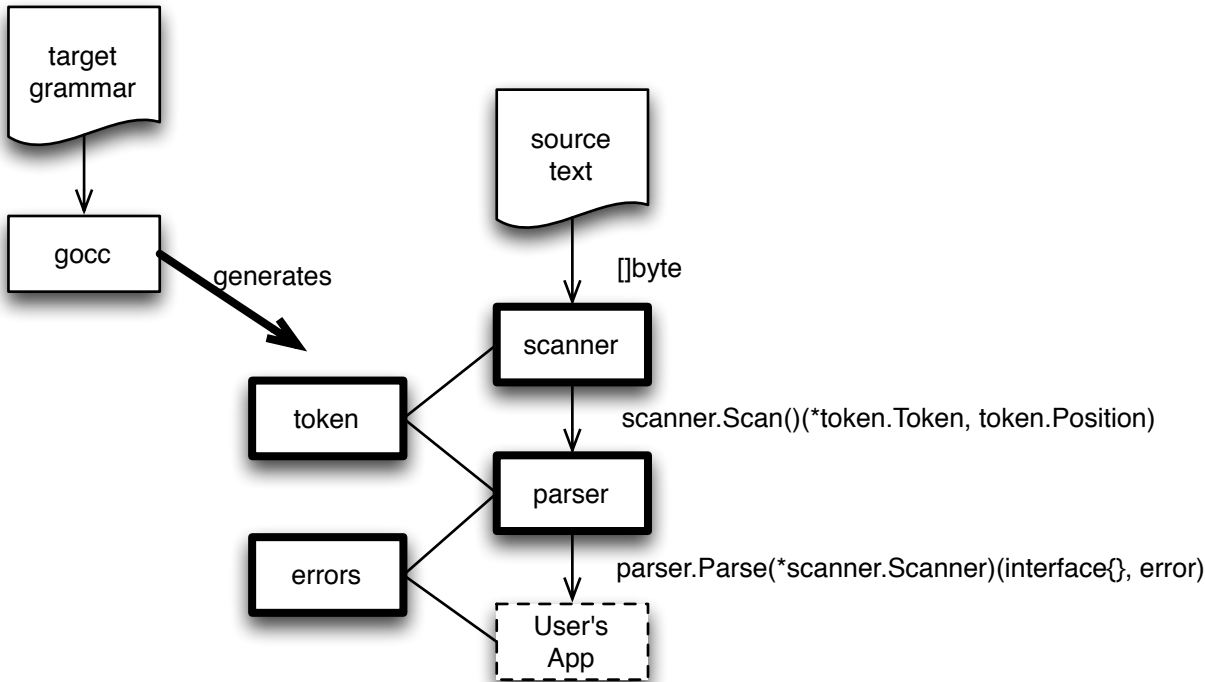 target
grammar
source
text
gocc
generates
[]byte
scanner
token
scanner.Scan()(*token.Token, token.Position)
parser
errors
parser.Parse(*scanner.Scanner)(interface{}, error)
User's
App